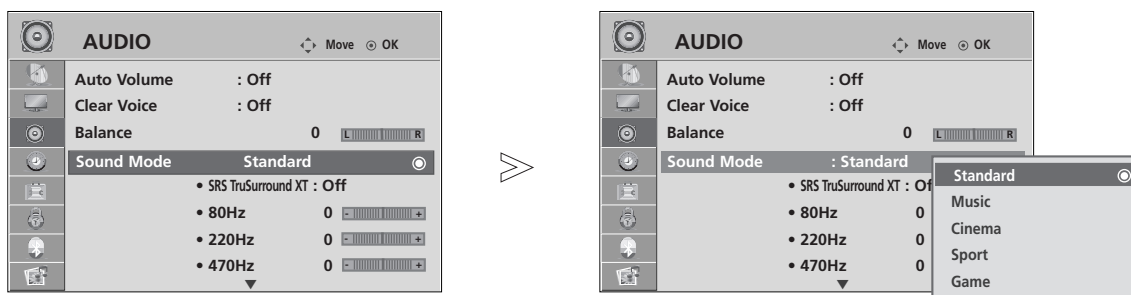 AUDIO Move OK
Auto Volume : Off
Clear Voice : Off
Balance 0 L R
Sound Mode Standard
• SRS TruSurround XT : Off
• 80Hz 0 - +
• 220Hz 0 - +
• 470Hz 0 - +
AUDIO Move OK
Auto Volume : Off
Clear Voice : Off
Balance 0 L R
Sound Mode : Standard
• SRS TruSurround XT : Of
• 80Hz 0
• 220Hz 0
• 470Hz 0
Standard
Music
Cinema
Sport
Game